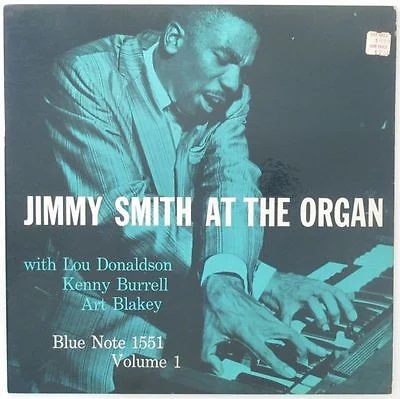 JIMMY SMITH AT THE ORGAN
with Lou Donaldson
Kenny Burrell
Art Blakey
Blue Note 1551
Volume 1